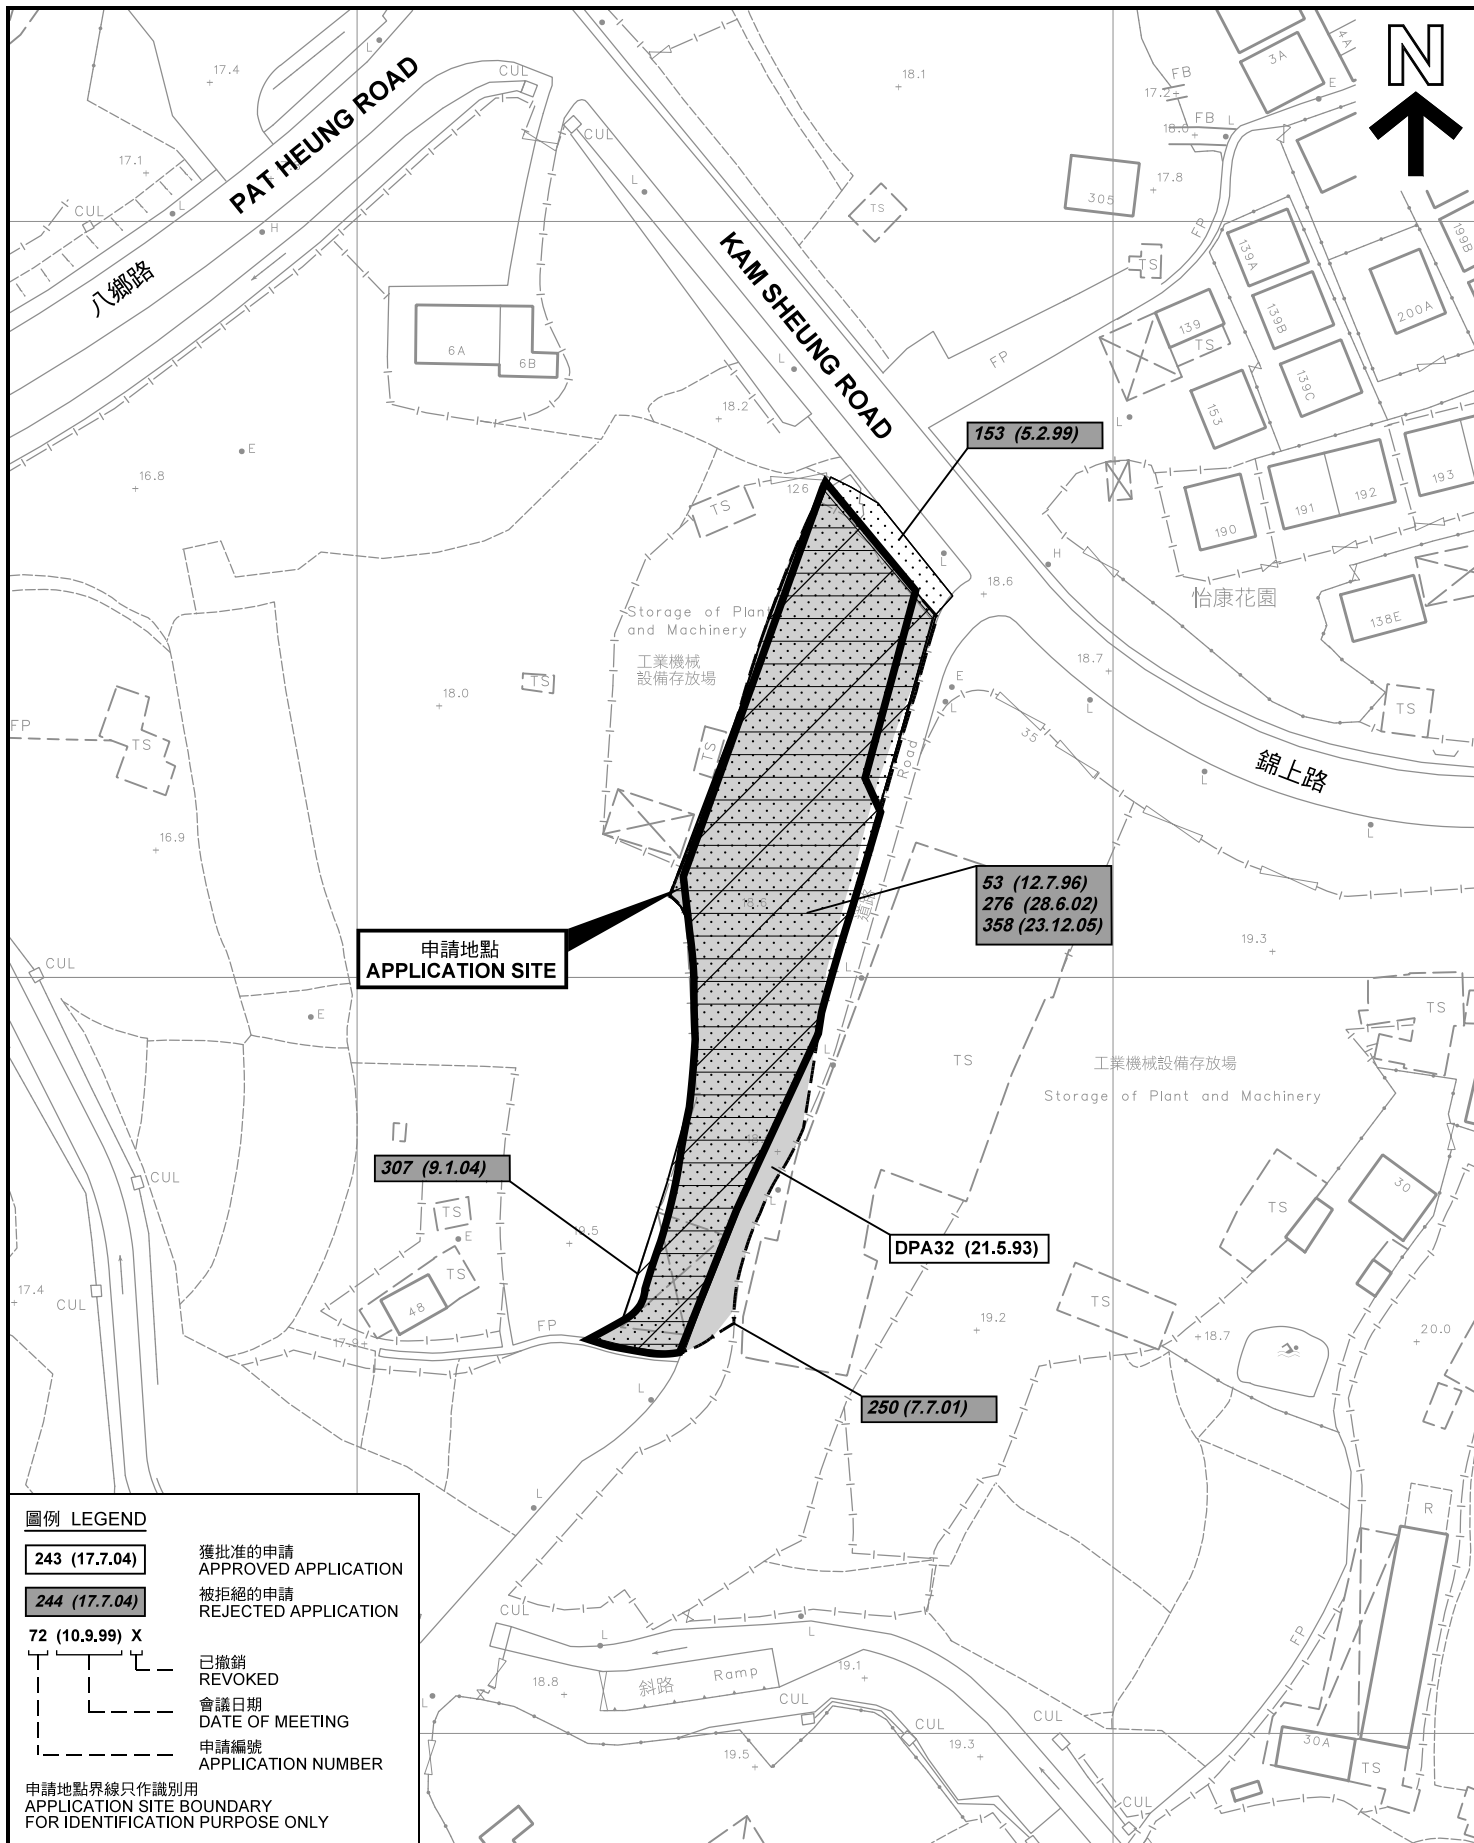 N
PAT HEUNG ROAD
八鄉路
KAM SHEUNG ROAD
錦上路
17.4
L
CUL
CUL
17.1
L
CUL
H
18.1
L
TS
FB
17.2
FB
L
18.0
E
3A
4A
305
17.8
FP
TS
139A
139B
139C
139
TS
153
199B
200A
6A
6B
L
18.2
FP
L
153 (5.2.99)
E
16.8
126
TS
190
191
192
193
H
L
18.6
怡康花園
138E
18.7
Storage of Plant
and Machinery
工業機械
設備存放場
TS
18.0
FP
TS
TS
E
L
L
35
TS
Road
道路
L
L
16.9
18.6
53 (12.7.96)
276 (28.6.02)
358 (23.12.05)
19.3
申請地點
APPLICATION SITE
CUL
E
L
TS
TS
工業機械設備存放場
Storage of Plant and Machinery
L
CUL
307 (9.1.04)
TS
E
19.5
L
TS
30
DPA32 (21.5.93)
17.4
CUL
TS
48
17.9
FP
TS
19.2
18.7
20.0
L
250 (7.7.01)
L
R
CUL
L
L
18.8
斜路
Ramp
19.1
CUL
CUL
CUL
FP
19.5
19.3
30A
TS
CUL
L
圖例 LEGEND
243 (17.7.04)
獲批准的申請
APPROVED APPLICATION
244 (17.7.04)
被拒絕的申請
REJECTED APPLICATION
72 (10.9.99) X
已撤銷
REVOKED
會議日期
DATE OF MEETING
申請編號
APPLICATION NUMBER
申請地點界線只作識別用
APPLICATION SITE BOUNDARY
FOR IDENTIFICATION PURPOSE ONLY